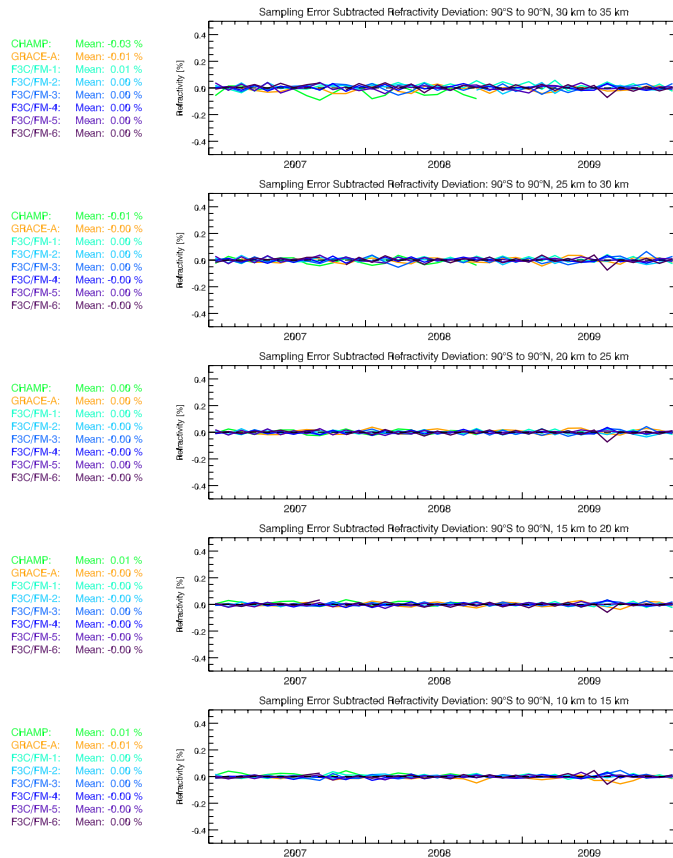 Sampling Error Subtracted Refractivity Deviation: 90°S to 90°N, 30 km to 35 km
CHAMP: Mean: -0.03 %
GRACE-A: Mean: -0.01 %
F3C/FM-1: Mean: 0.01 %
F3C/FM-2: Mean: 0.00 %
F3C/FM-3: Mean: 0.00 %
F3C/FM-4: Mean: 0.00 %
F3C/FM-5: Mean: 0.00 %
F3C/FM-6: Mean: 0.00 %
Refractivity [%]
0.4
0.2
0.0
-0.2
-0.4
2007 2008 2009
Sampling Error Subtracted Refractivity Deviation: 90°S to 90°N, 25 km to 30 km
CHAMP: Mean: -0.01 %
GRACE-A: Mean: -0.00 %
F3C/FM-1: Mean: 0.00 %
F3C/FM-2: Mean: 0.00 %
F3C/FM-3: Mean: 0.00 %
F3C/FM-4: Mean: -0.00 %
F3C/FM-5: Mean: 0.00 %
F3C/FM-6: Mean: -0.00 %
Refractivity [%]
0.4
0.2
0.0
-0.2
-0.4
2007 2008 2009
Sampling Error Subtracted Refractivity Deviation: 90°S to 90°N, 20 km to 25 km
CHAMP: Mean: 0.00 %
GRACE-A: Mean: 0.00 %
F3C/FM-1: Mean: 0.00 %
F3C/FM-2: Mean: -0.00 %
F3C/FM-3: Mean: -0.00 %
F3C/FM-4: Mean: -0.00 %
F3C/FM-5: Mean: 0.00 %
F3C/FM-6: Mean: -0.00 %
Refractivity [%]
0.4
0.2
0.0
-0.2
-0.4
2007 2008 2009
Sampling Error Subtracted Refractivity Deviation: 90°S to 90°N, 15 km to 20 km
CHAMP: Mean: 0.01 %
GRACE-A: Mean: -0.00 %
F3C/FM-1: Mean: -0.00 %
F3C/FM-2: Mean: -0.00 %
F3C/FM-3: Mean: 0.00 %
F3C/FM-4: Mean: -0.00 %
F3C/FM-5: Mean: -0.00 %
F3C/FM-6: Mean: -0.00 %
Refractivity [%]
0.4
0.2
0.0
-0.2
-0.4
2007 2008 2009
Sampling Error Subtracted Refractivity Deviation: 90°S to 90°N, 10 km to 15 km
CHAMP: Mean: 0.01 %
GRACE-A: Mean: -0.01 %
F3C/FM-1: Mean: 0.00 %
F3C/FM-2: Mean: 0.00 %
F3C/FM-3: Mean: 0.00 %
F3C/FM-4: Mean: -0.00 %
F3C/FM-5: Mean: -0.00 %
F3C/FM-6: Mean: 0.00 %
Refractivity [%]
0.4
0.2
0.0
-0.2
-0.4
2007 2008 2009